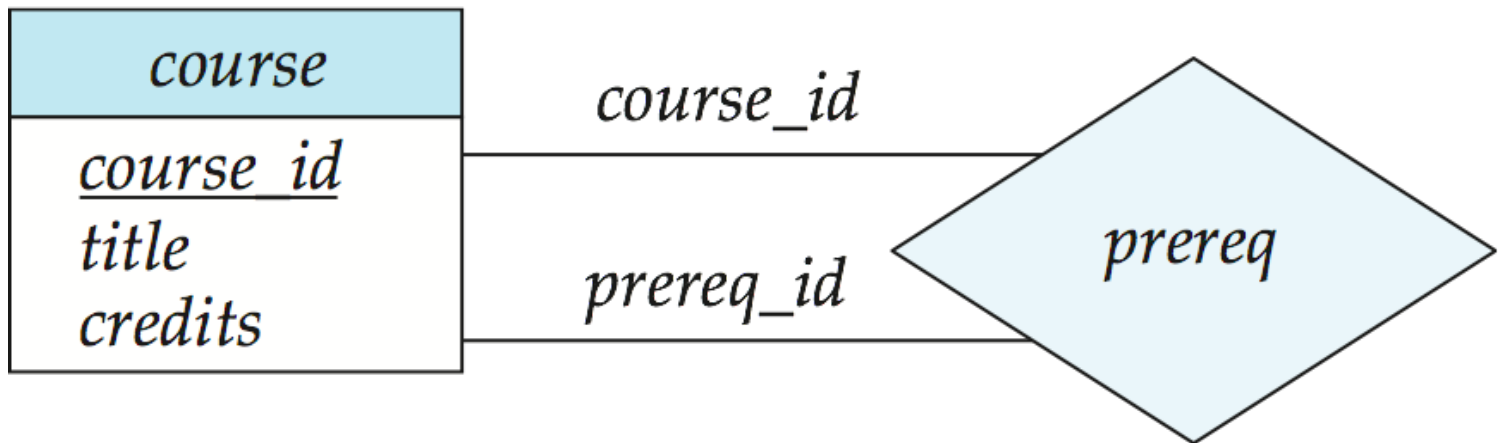 course
course_id
title
credits
course_id
prereq_id
prereq